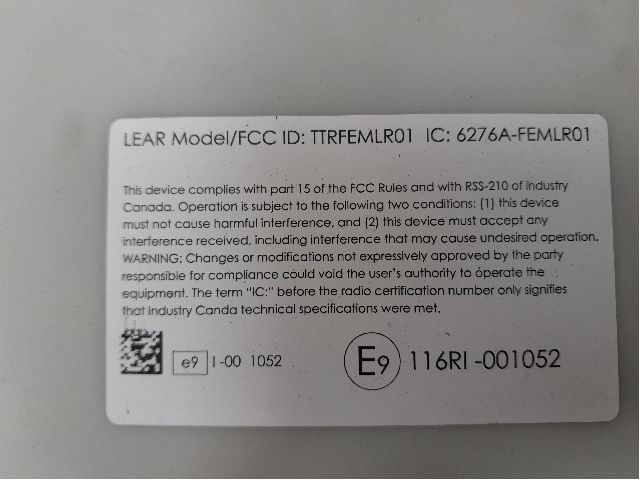 LEAR Model/FCC ID: TTRFEMLR01 IC: 6276A-FEMLR01
This device complies with part 15 of the FCC Rules and with RSS-210 of Industry
Canada. Operation is subject to the following two conditions: (1) this device
must not cause harmful interference, and (2) this device must accept any
interference received, including interference that may cause undesired operation.
WARNING: Changes or modifications not expressively approved by the party
responsible for compliance could void the user's authority to operate the
equipment. The term "IC:" before the radio certification number only signifies
that Industry Canda technical specifications were met.
e9 I-00 1052 E9 116RI-001052